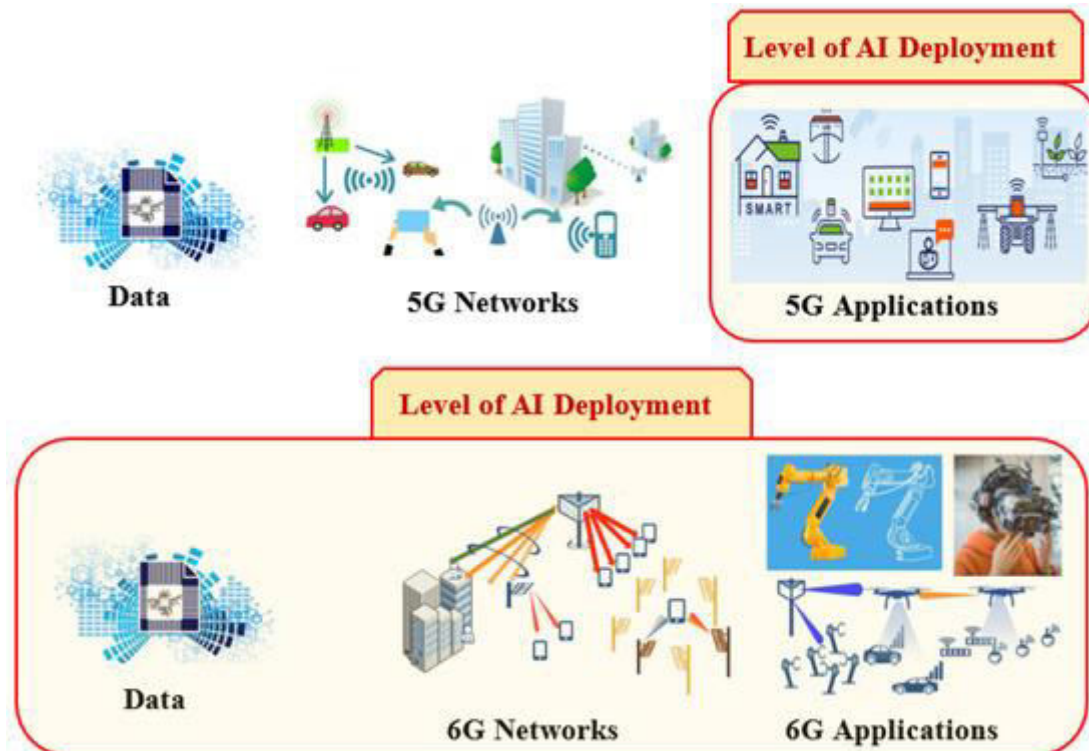 Level of AI Deployment
SMART
Data
5G Networks
5G Applications
Level of AI Deployment
Data
6G Networks
6G Applications